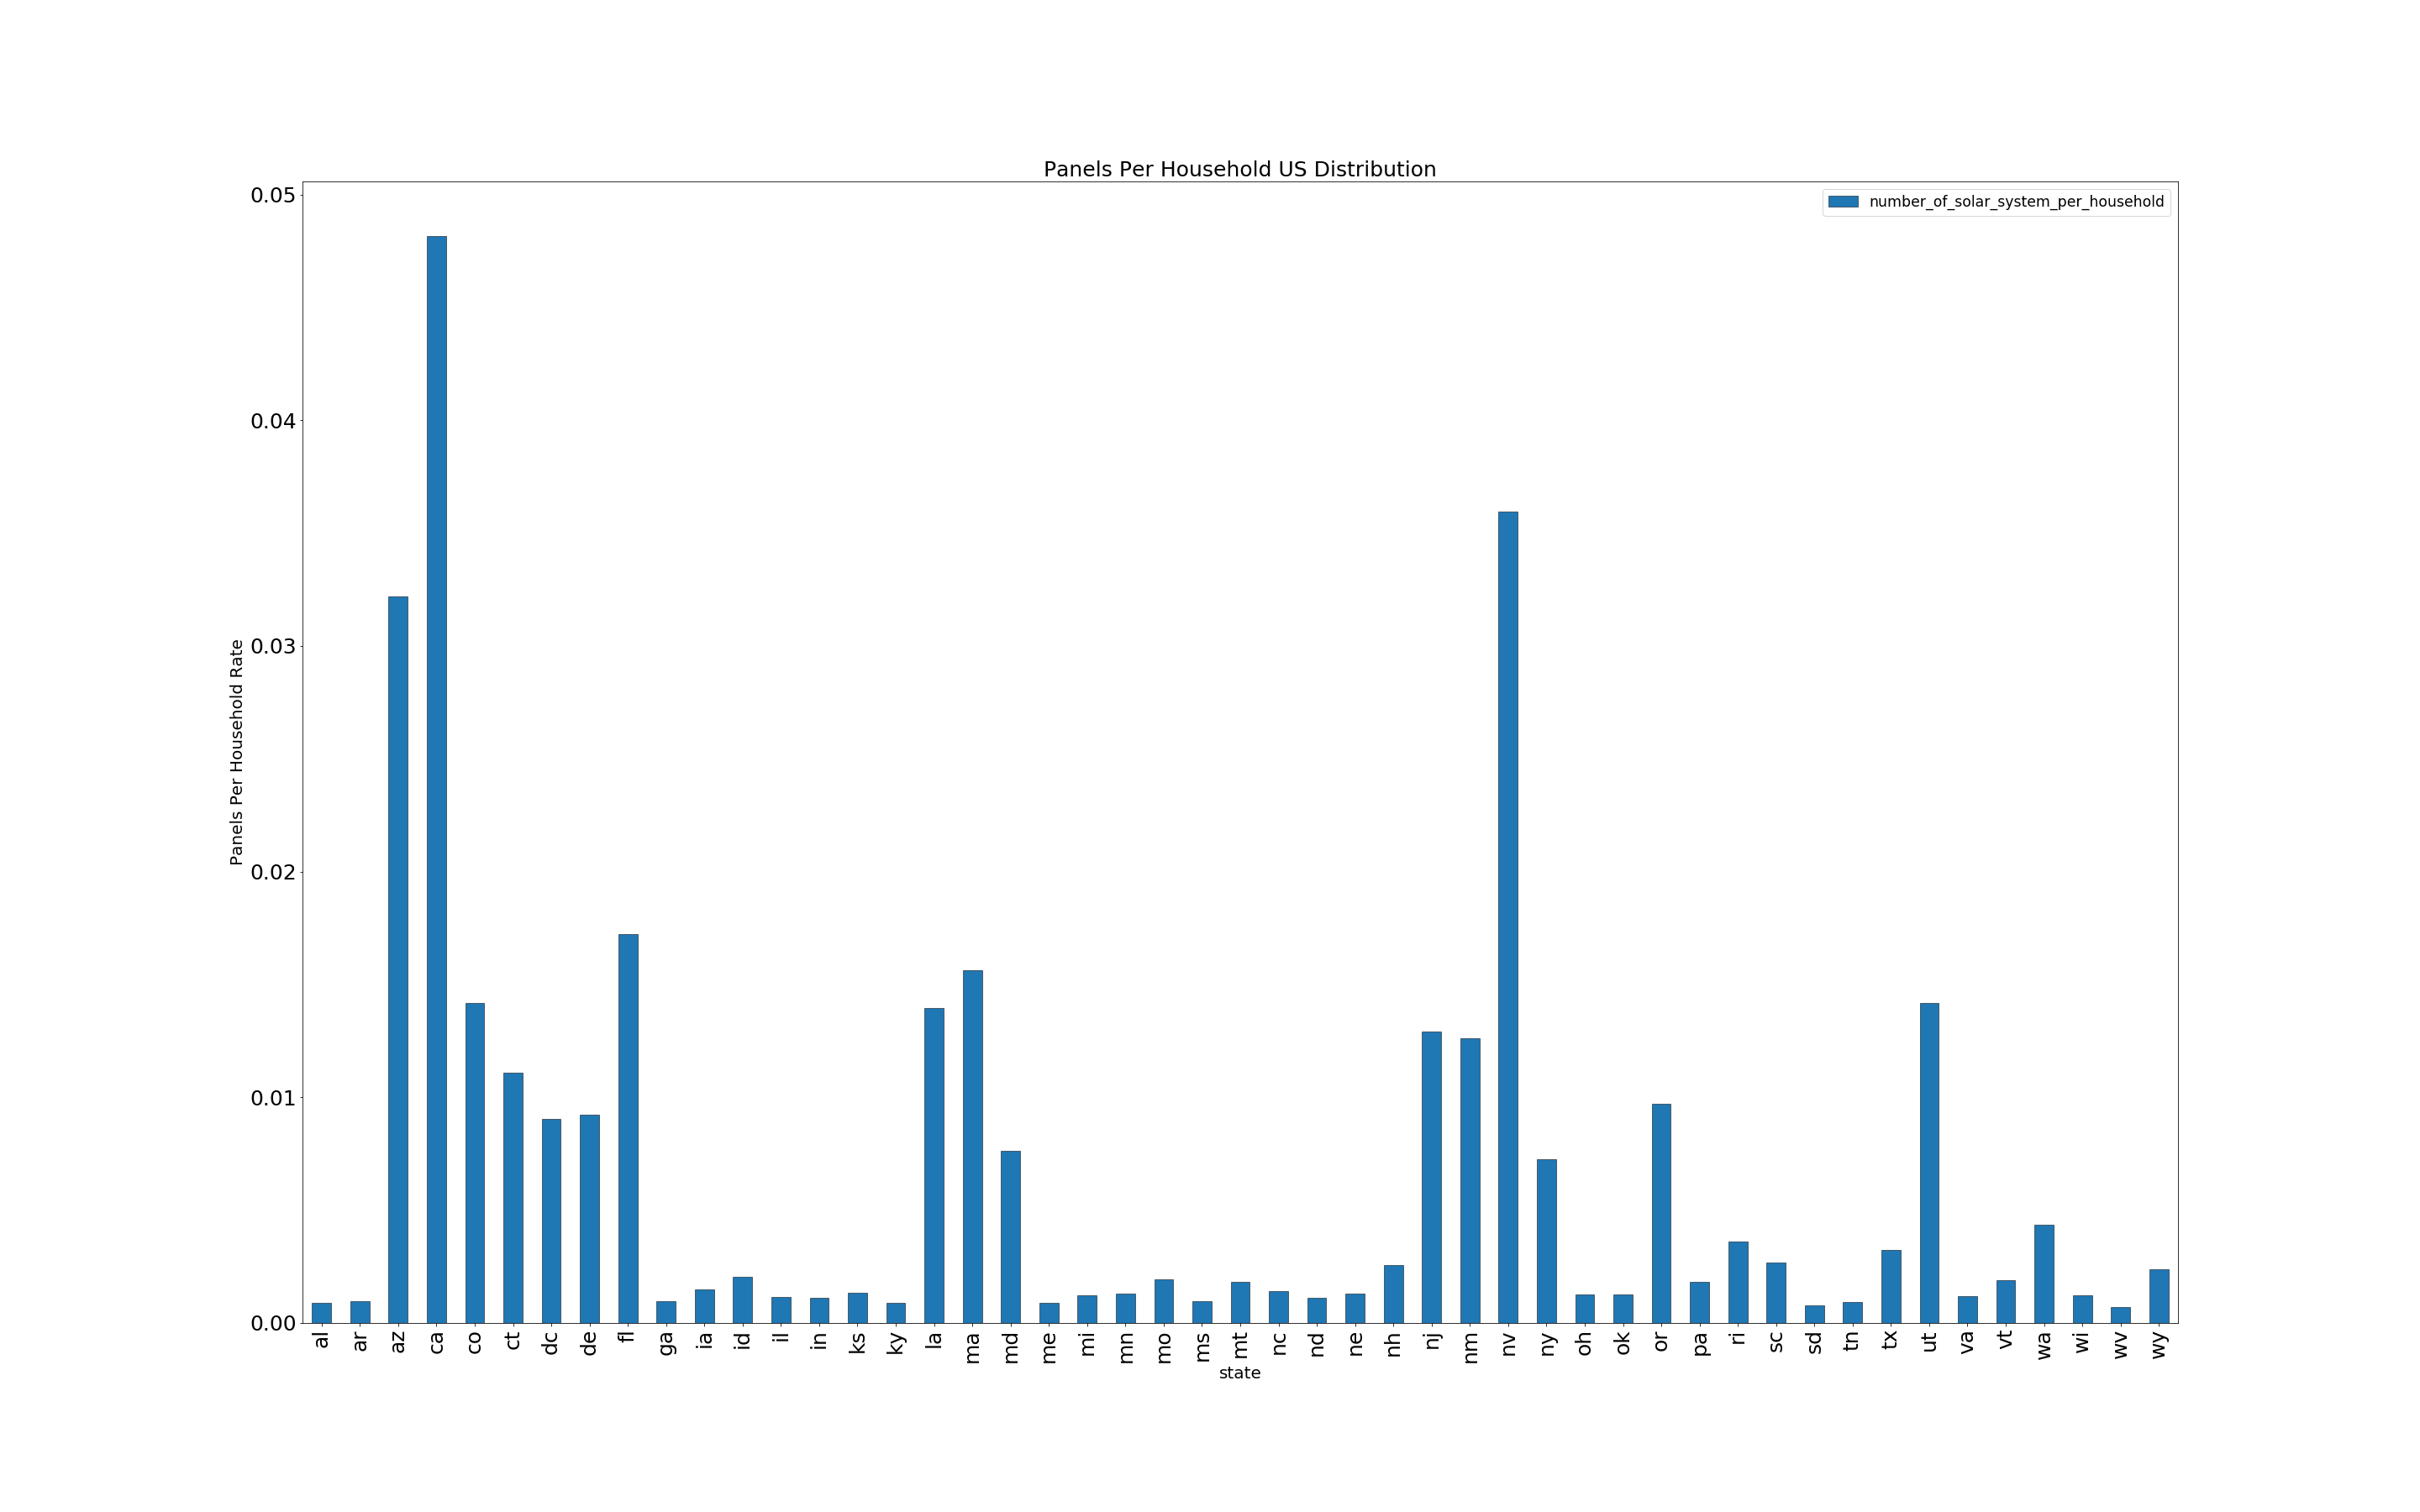 Panels Per Household US Distribution
number_of_solar_system_per_household
0.05
0.04
0.03
0.02
0.01
0.00
Panels Per Household Rate
al ar az ca co ct dc de fl ga ia id il in ks ky la ma md me mi mn mo ms mt nc nd ne nh nj nm nv ny oh ok or pa ri sc sd tn tx ut va vt wa wi wv wy
state